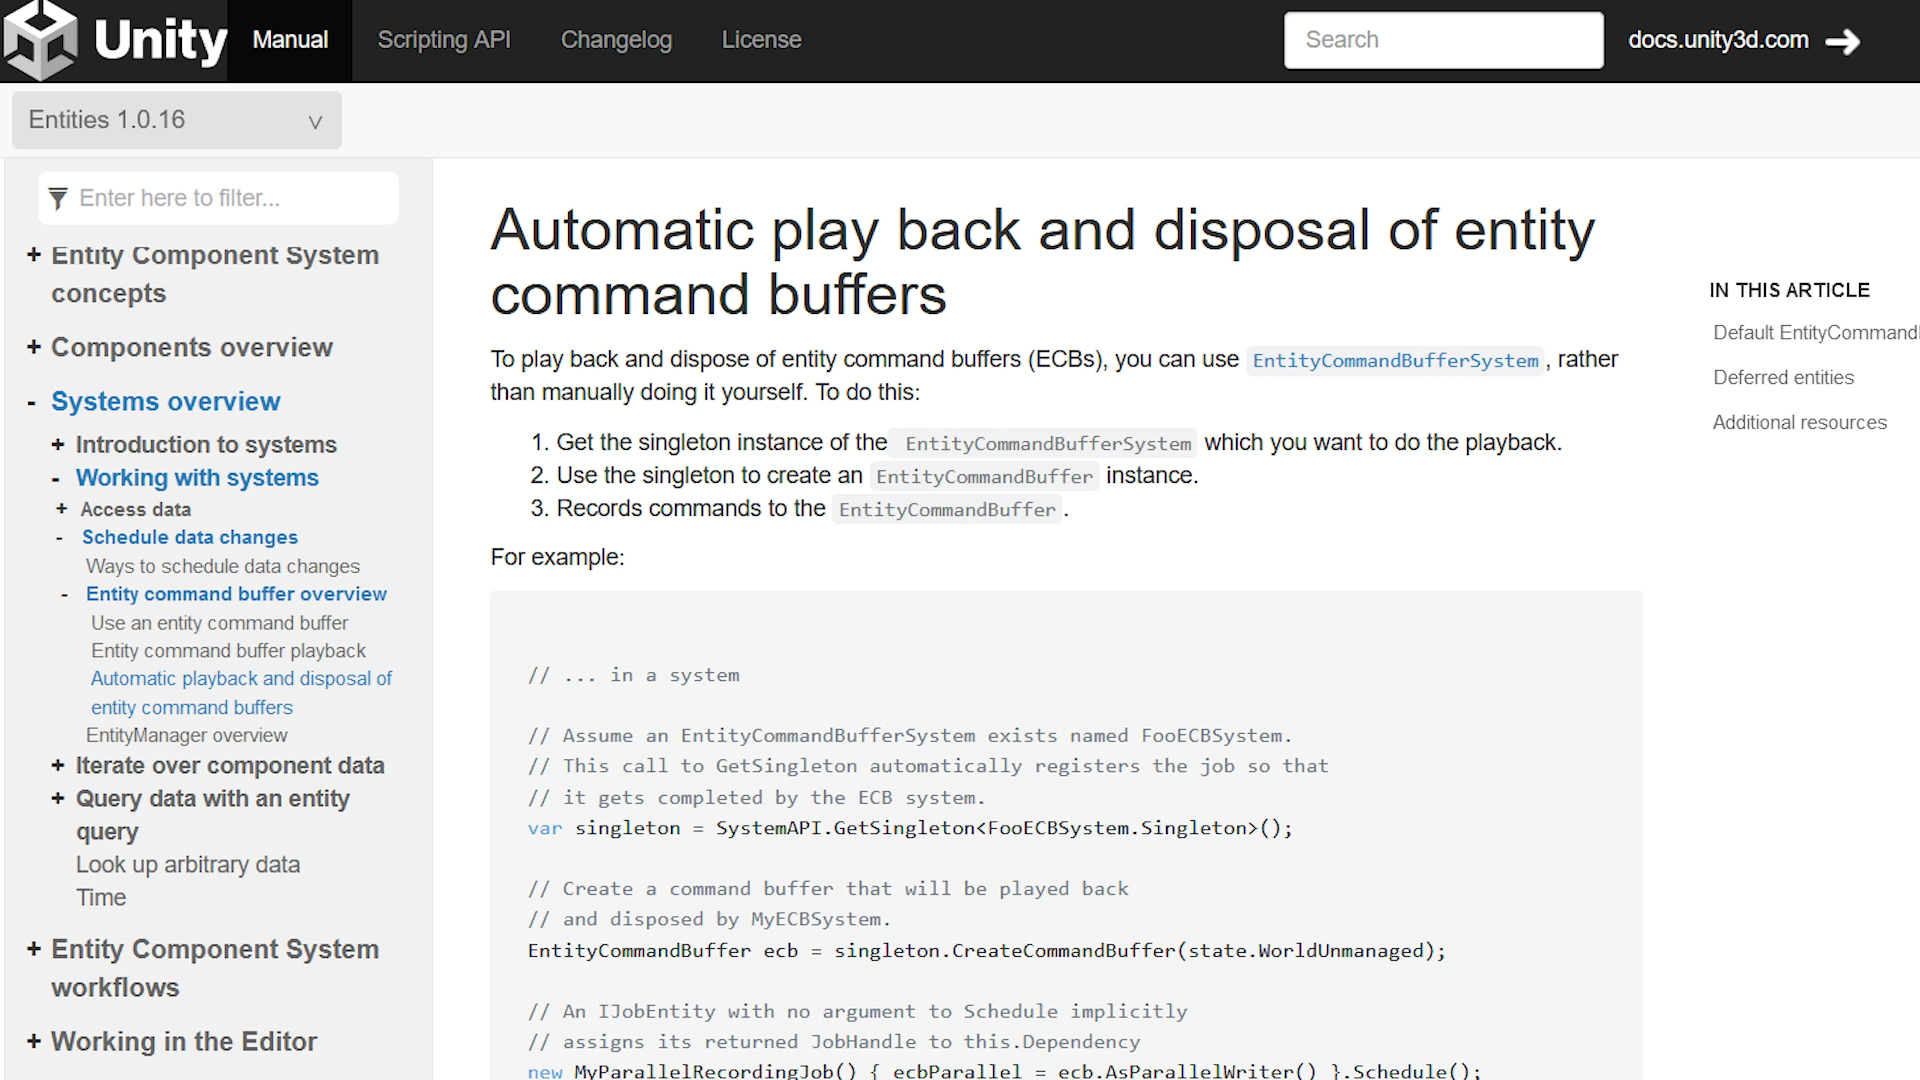 Unity
Manual
Scripting API
Changelog
License
Search
docs.unity3d.com
Entities 1.0.16
Enter here to filter...
+ Entity Component System
concepts
+ Components overview
- Systems overview
+ Introduction to systems
- Working with systems
+ Access data
- Schedule data changes
Ways to schedule data changes
- Entity command buffer overview
Use an entity command buffer
Entity command buffer playback
Automatic playback and disposal of
entity command buffers
EntityManager overview
+ Iterate over component data
+ Query data with an entity
query
Look up arbitrary data
Time
+ Entity Component System
workflows
+ Working in the Editor
Automatic play back and disposal of entity
command buffers
To play back and dispose of entity command buffers (ECBs), you can use EntityCommandBufferSystem, rather
than manually doing it yourself. To do this:
1. Get the singleton instance of the EntityCommandBufferSystem which you want to do the playback.
2. Use the singleton to create an EntityCommandBuffer instance.
3. Records commands to the EntityCommandBuffer.
For example:
// ... in a system
// Assume an EntityCommandBufferSystem exists named FooECBSystem.
// This call to GetSingleton automatically registers the job so that
// it gets completed by the ECB system.
var singleton = SystemAPI.GetSingleton<FooECBSystem.Singleton>();
// Create a command buffer that will be played back
// and disposed by MyECBSystem.
EntityCommandBuffer ecb = singleton.CreateCommandBuffer(state.WorldUnmanaged);
// An IJobEntity with no argument to Schedule implicitly
// assigns its returned JobHandle to this.Dependency
new MyParallelRecordingJob() { ecbParallel = ecb.AsParallelWriter() }.Schedule();
IN THIS ARTICLE
Default EntityCommand
Deferred entities
Additional resources